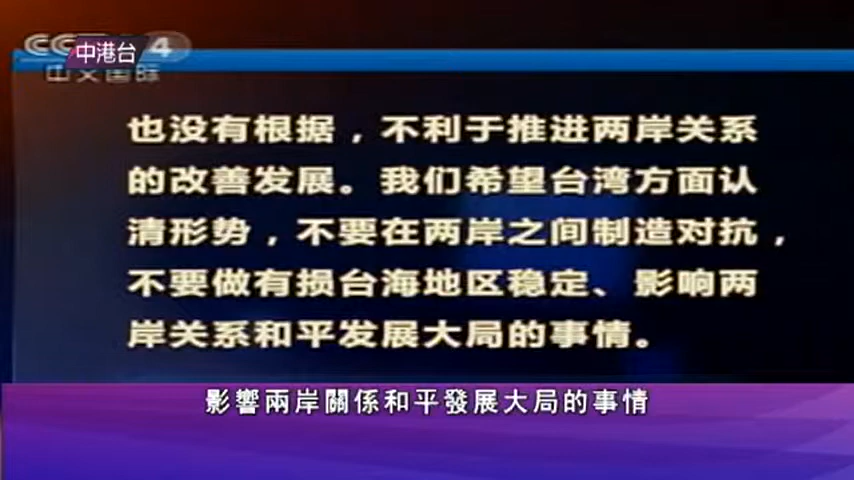 CCTV 4
中港台
中文国际
也没有根据，不利于推进两岸关系
的改善发展。我们希望台湾方面认
清形势，不要在两岸之间制造对抗，
不要做有损台海地区稳定、影响两
岸关系和平发展大局的事情。
影響兩岸關係和平發展大局的事情